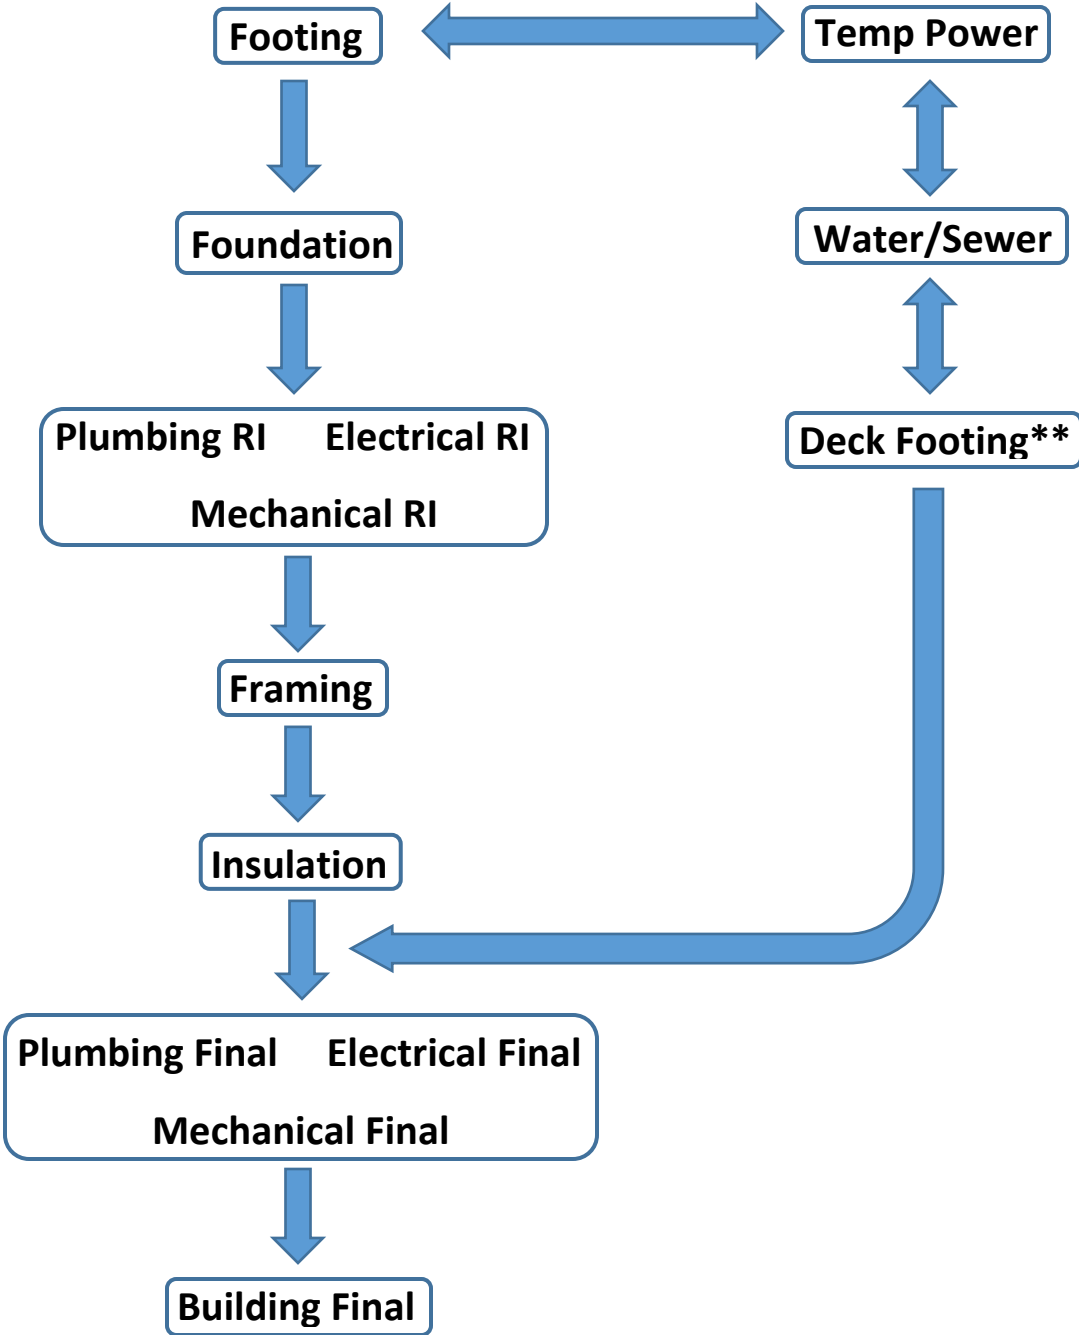 Footing
Temp Power
Foundation
Water/Sewer
Plumbing RI Electrical RI
Mechanical RI
Deck Footing**
Framing
Insulation
Plumbing Final Electrical Final
Mechanical Final
Building Final